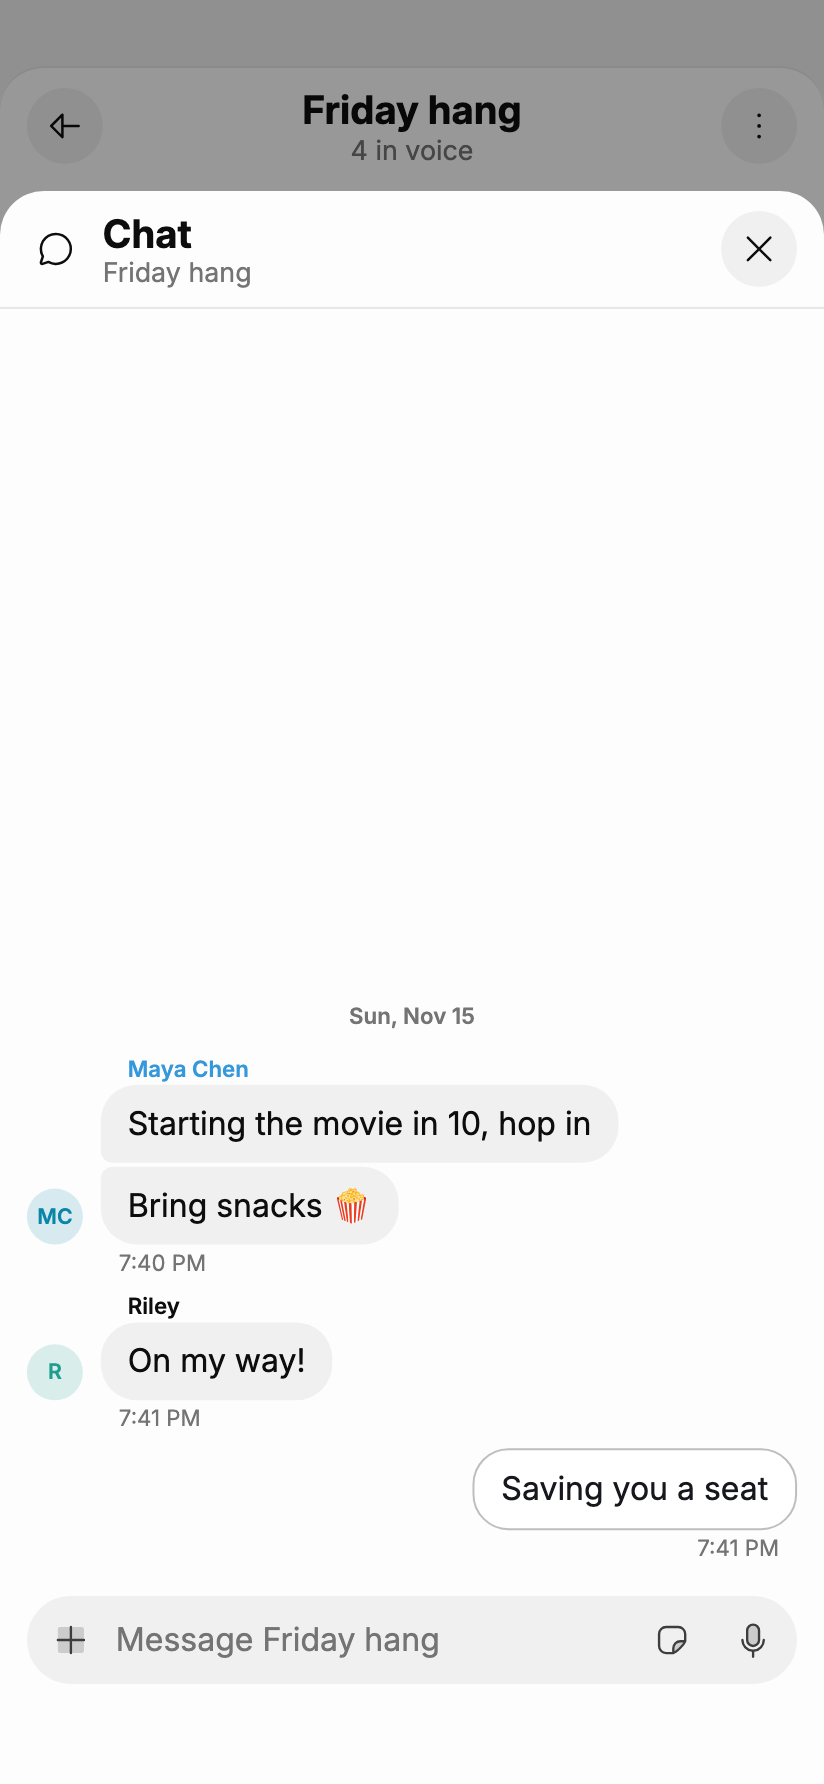 Friday hang
4 in voice
Chat
Friday hang
Sun, Nov 15
Maya Chen
Starting the movie in 10, hop in
Bring snacks 🍿
MC
7:40 PM
Riley
On my way!
R
7:41 PM
Saving you a seat
7:41 PM
Message Friday hang